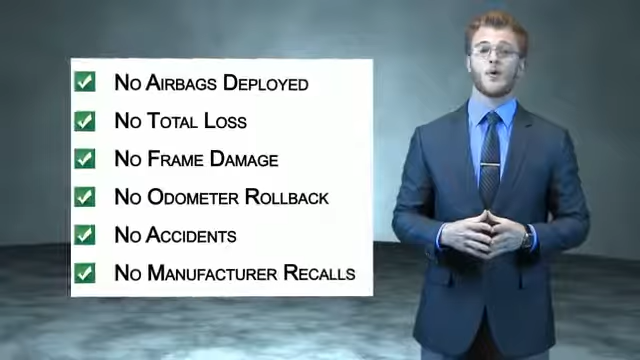 No Airbags Deployed
No Total Loss
No Frame Damage
No Odometer Rollback
No Accidents
No Manufacturer Recalls